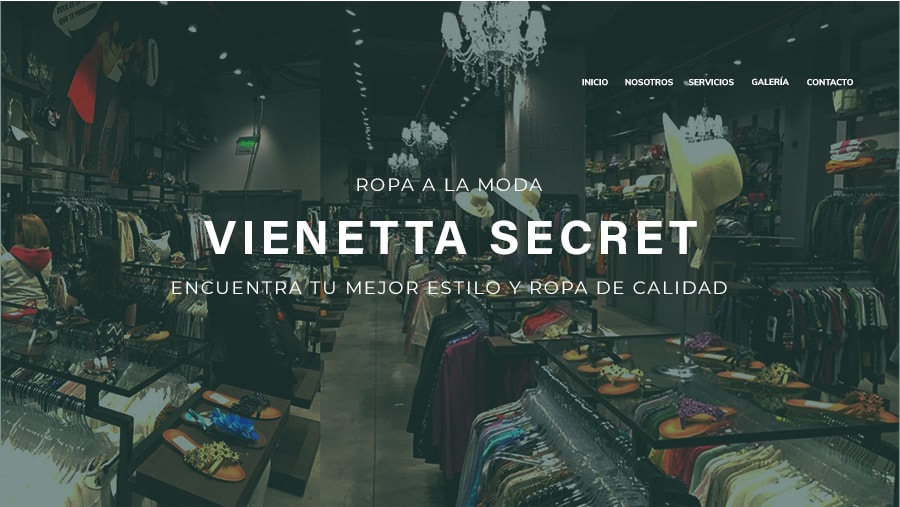 INICIO NOSOTROS SERVICIOS GALERÍA CONTACTO
ROPA A LA MODA
VIENETTA SECRET
ENCUENTRA TU MEJOR ESTILO Y ROPA DE CALIDAD